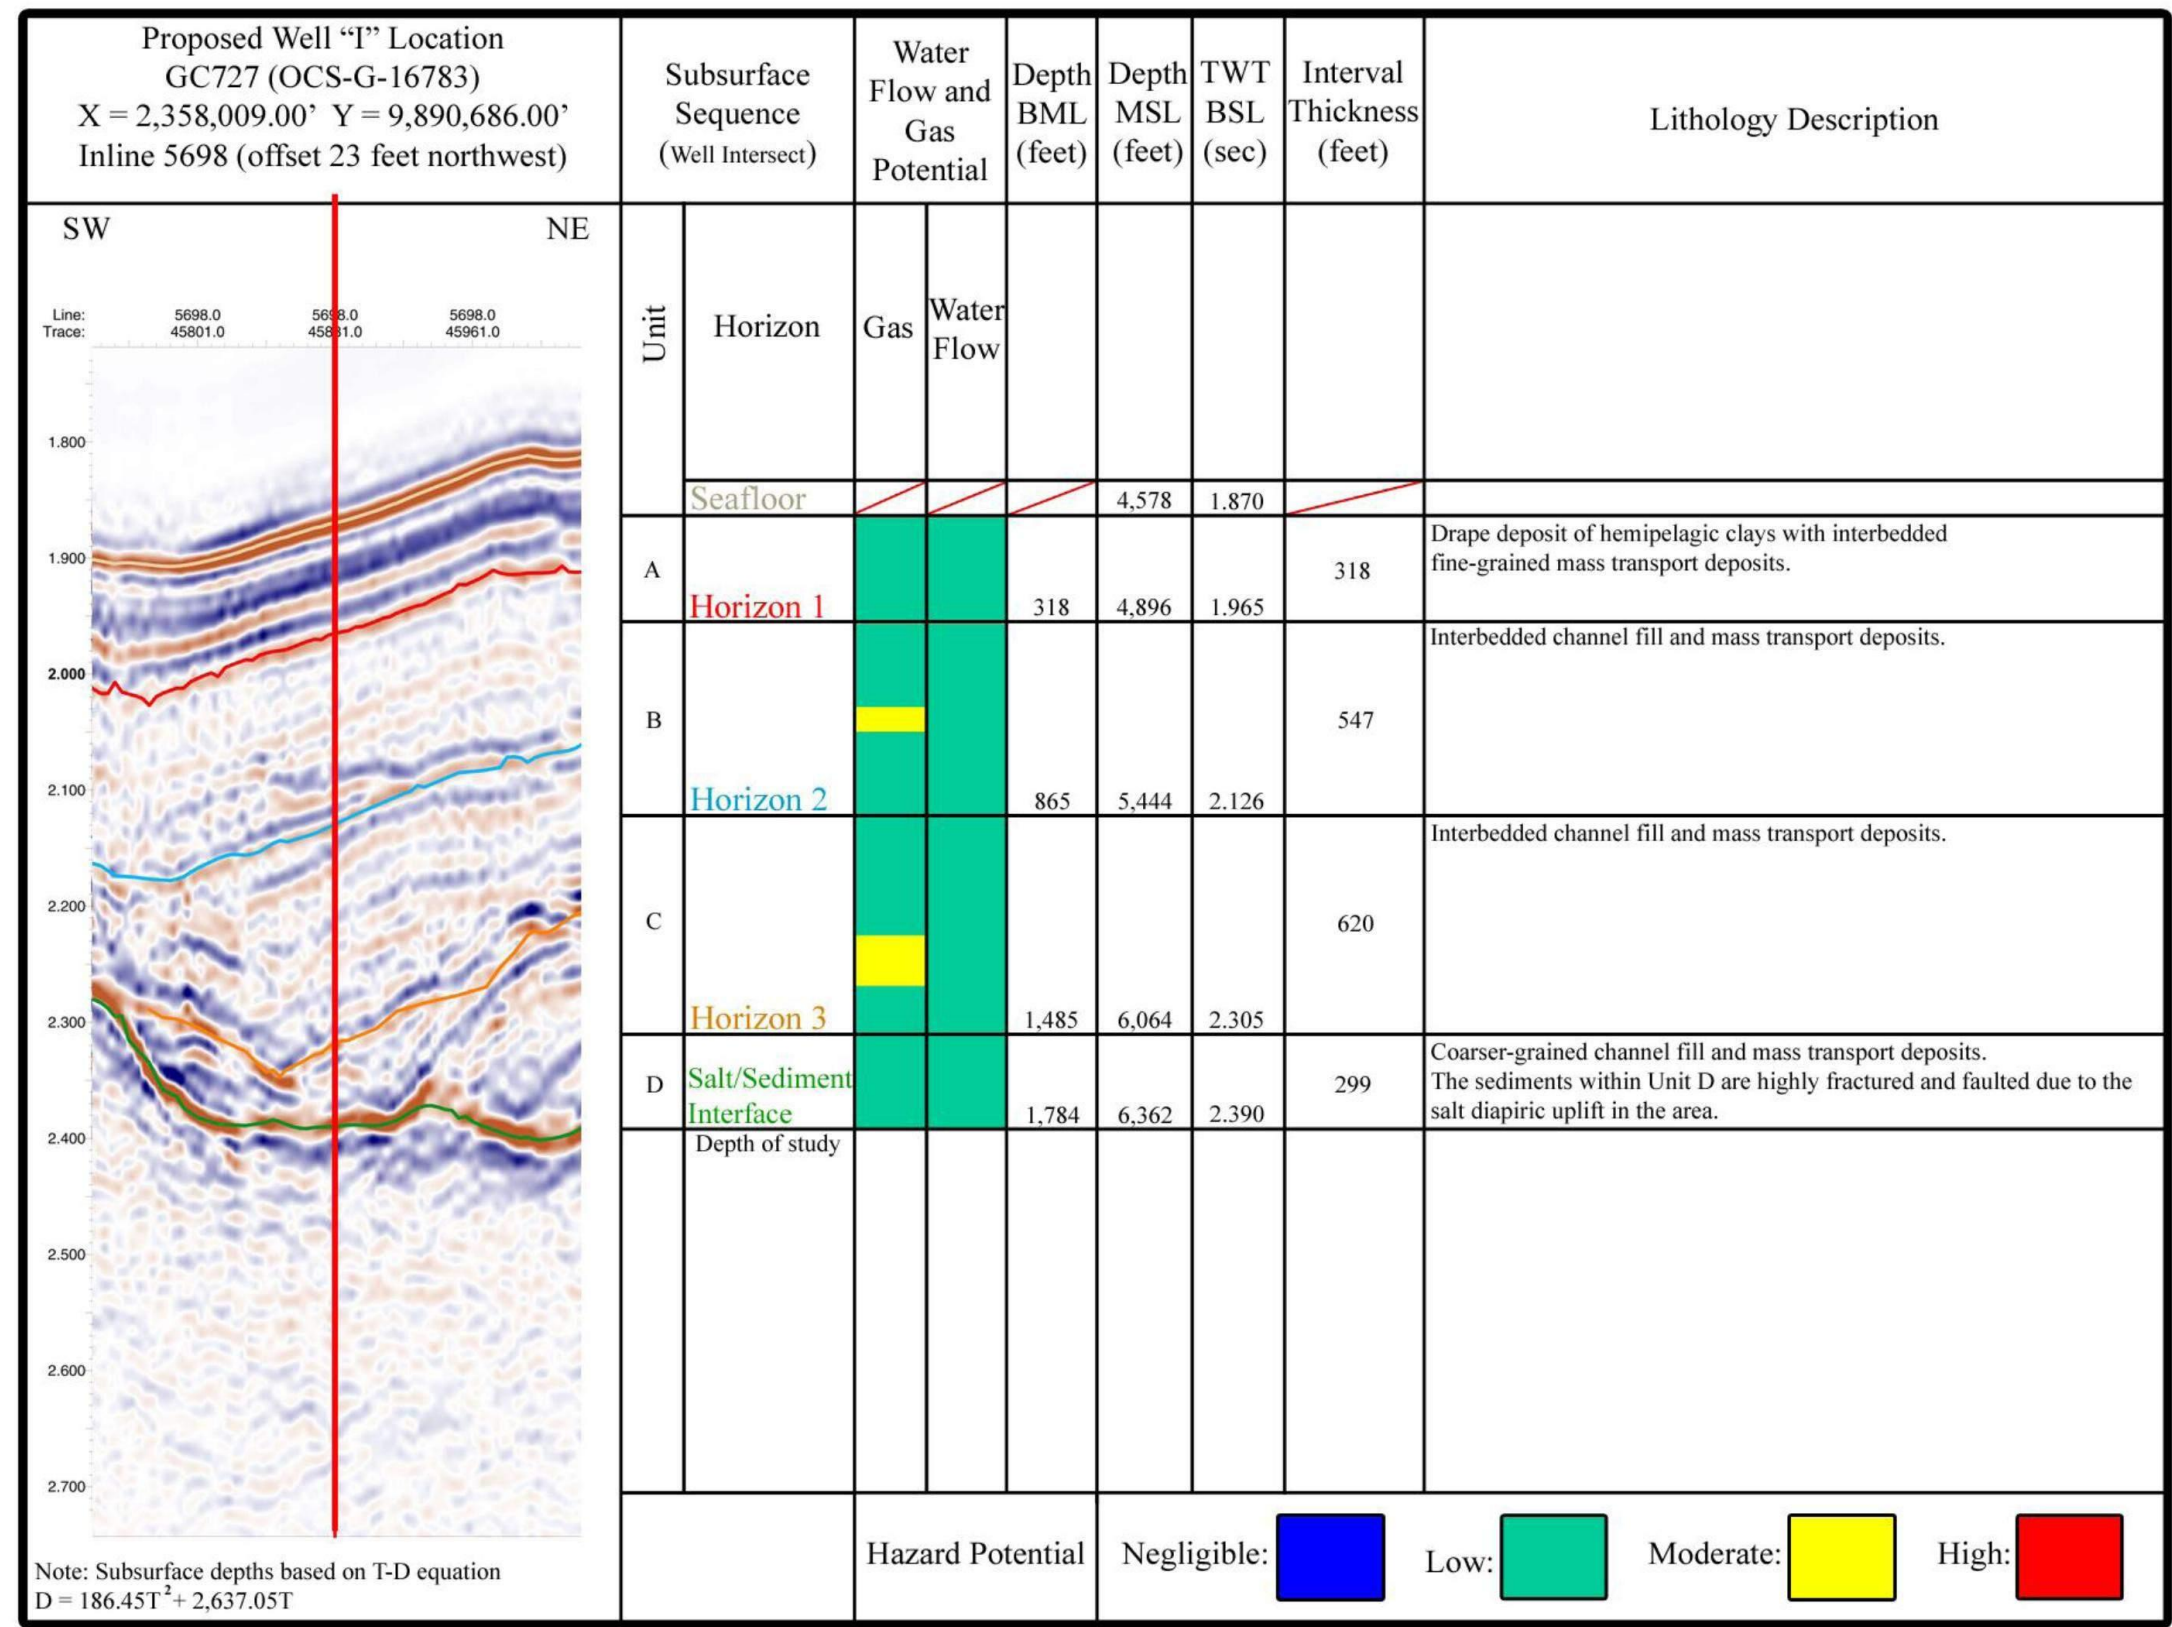 Proposed Well “I” Location
GC727 (OCS-G-16783)
X = 2,358,009.00’ Y = 9,890,686.00’
Inline 5698 (offset 23 feet northwest)
Subsurface
Sequence
(Well Intersect)
Water
Flow and
Gas
Potential
Depth
BML
(feet)
Depth
MSL
(feet)
TWT
BSL
(sec)
Interval
Thickness
(feet)
Lithology Description
SW NE
Line: 5698.0 5698.0 5698.0
Trace: 45801.0 45881.0 45961.0
1.800
1.900
2.000
2.100
2.200
2.300
2.400
2.500
2.600
2.700
Unit
Horizon
Gas
Water
Flow
Seafloor 4,578 1.870
A
Horizon 1 318 4,896 1.965
318
Drape deposit of hemipelagic clays with interbedded
fine-grained mass transport deposits.
B
Horizon 2 865 5,444 2.126
547
Interbedded channel fill and mass transport deposits.
C
Horizon 3 1,485 6,064 2.305
620
Interbedded channel fill and mass transport deposits.
D
Salt/Sediment
Interface 1,784 6,362 2.390
299
Coarser-grained channel fill and mass transport deposits.
The sediments within Unit D are highly fractured and faulted due to the
salt diapiric uplift in the area.
Depth of study
Hazard Potential Negligible: Low: Moderate: High:
Note: Subsurface depths based on T-D equation
D = 186.45T²+ 2,637.05T